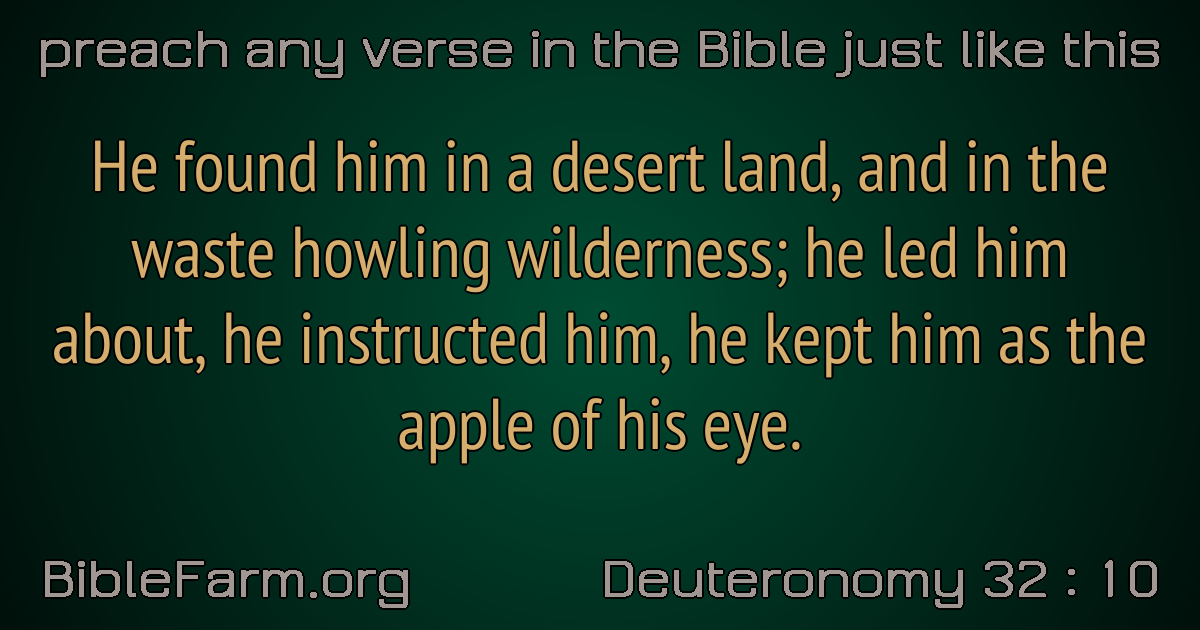 preach any verse in the Bible just like this
He found him in a desert land, and in the
waste howling wilderness; he led him
about, he instructed him, he kept him as the
apple of his eye.
BibleFarm.org
Deuteronomy 32 : 10